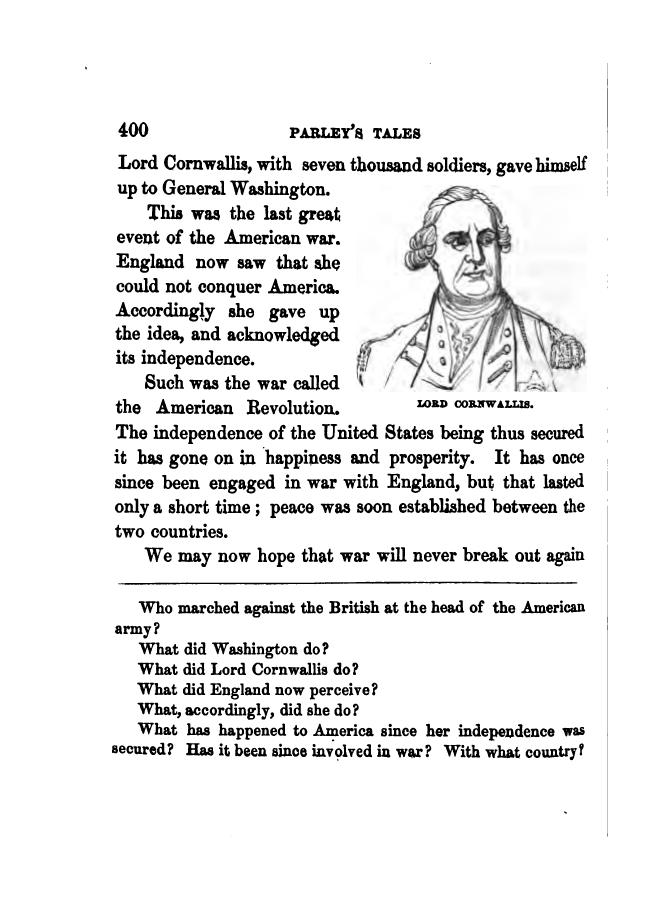 400 PARLEY'S TALES
Lord Cornwallis, with seven thousand soldiers, gave himself
up to General Washington.
This was the last great
event of the American war.
England now saw that she
could not conquer America.
Accordingly she gave up
the idea, and acknowledged
its independence.
Such was the war called
the American Revolution.
LORD CORNWALLIS.
The independence of the United States being thus secured
it has gone on in happiness and prosperity. It has once
since been engaged in war with England, but that lasted
only a short time; peace was soon established between the
two countries.
We may now hope that war will never break out again
Who marched against the British at the head of the American
army?
What did Washington do?
What did Lord Cornwallis do?
What did England now perceive?
What, accordingly, did she do?
What has happened to America since her independence was
secured? Has it been since involved in war? With what country?